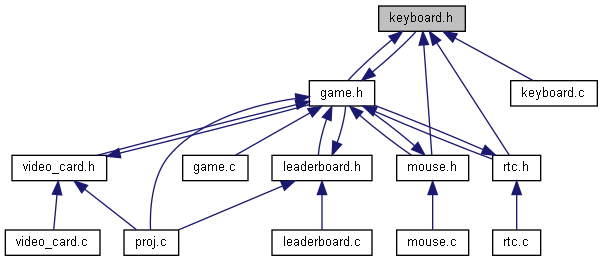 keyboard.h
game.h
keyboard.c
video_card.h
game.c
leaderboard.h
mouse.h
rtc.h
video_card.c
proj.c
leaderboard.c
mouse.c
rtc.c